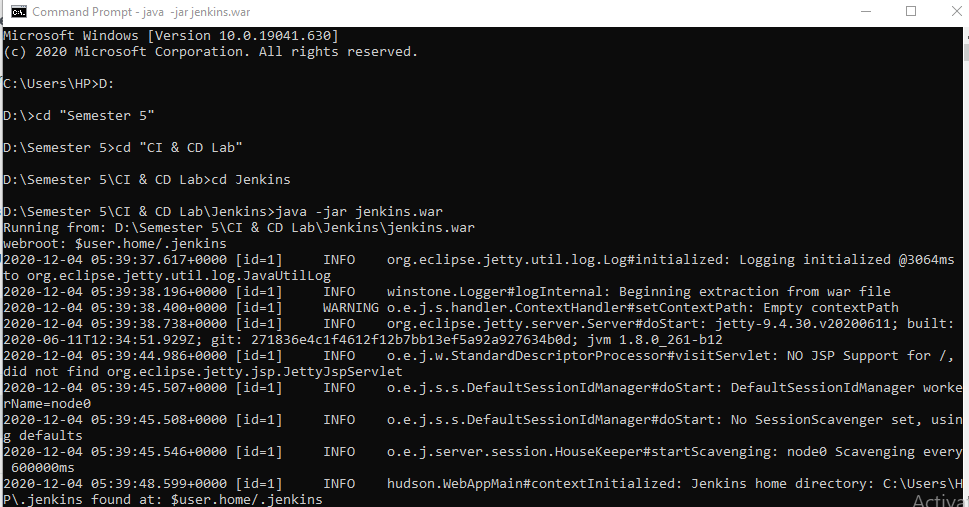 Command Prompt - java -jar jenkins.war
Microsoft Windows [Version 10.0.19041.630]
(c) 2020 Microsoft Corporation. All rights reserved.
C:\Users\HP>D:
D:\>cd "Semester 5"
D:\Semester 5>cd "CI & CD Lab"
D:\Semester 5\CI & CD Lab>cd Jenkins
D:\Semester 5\CI & CD Lab\Jenkins>java -jar jenkins.war
Running from: D:\Semester 5\CI & CD Lab\Jenkins\jenkins.war
webroot: $user.home/.jenkins
2020-12-04 05:39:37.617+0000 [id=1]     INFO    org.eclipse.jetty.util.log.Log#initialized: Logging initialized @3064ms
to org.eclipse.jetty.util.log.JavaUtilLog
2020-12-04 05:39:38.196+0000 [id=1]     INFO    winstone.Logger#logInternal: Beginning extraction from war file
2020-12-04 05:39:38.400+0000 [id=1]     WARNING o.e.j.s.handler.ContextHandler#setContextPath: Empty contextPath
2020-12-04 05:39:38.738+0000 [id=1]     INFO    org.eclipse.jetty.server.Server#doStart: jetty-9.4.30.v20200611; built:
2020-06-11T12:34:51.929Z; git: 271836e4c1f4612f12b7bb13ef5a92a927634b0d; jvm 1.8.0_261-b12
2020-12-04 05:39:44.986+0000 [id=1]     INFO    o.e.j.w.StandardDescriptorProcessor#visitServlet: NO JSP Support for /,
did not find org.eclipse.jetty.jsp.JettyJspServlet
2020-12-04 05:39:45.507+0000 [id=1]     INFO    o.e.j.s.s.DefaultSessionIdManager#doStart: DefaultSessionIdManager worke
rName=node0
2020-12-04 05:39:45.508+0000 [id=1]     INFO    o.e.j.s.s.DefaultSessionIdManager#doStart: No SessionScavenger set, usin
g defaults
2020-12-04 05:39:45.546+0000 [id=1]     INFO    o.e.j.server.session.HouseKeeper#startScavenging: node0 Scavenging every
 600000ms
2020-12-04 05:39:48.599+0000 [id=1]     INFO    hudson.WebAppMain#contextInitialized: Jenkins home directory: C:\Users\H
P\.jenkins found at: $user.home/.jenkins
Activat